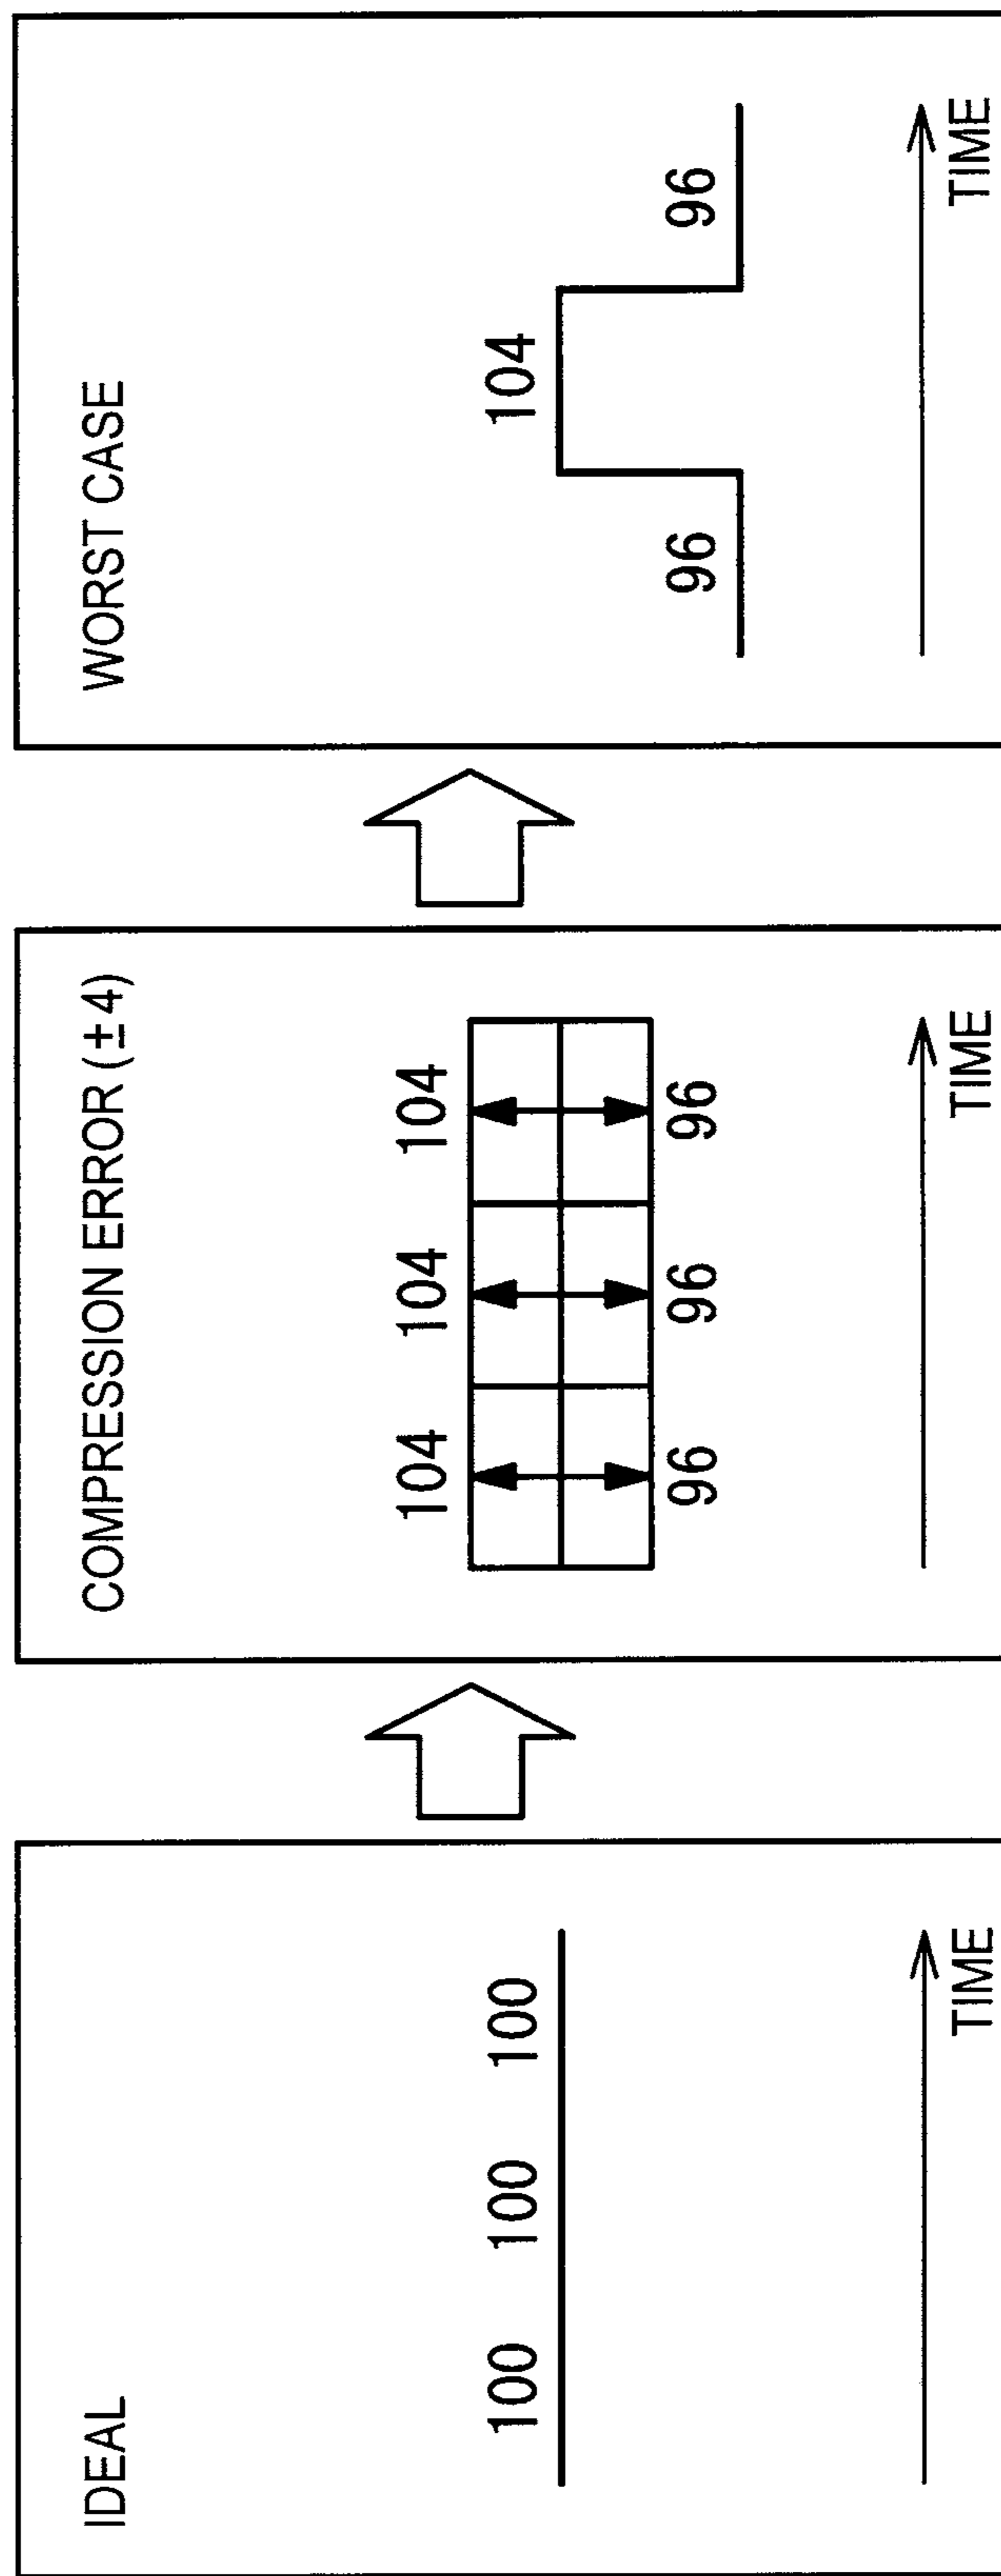 IDEAL
100 100 100
TIME
COMPRESSION ERROR (±4)
104 104 104
96 96 96
TIME
WORST CASE
104
96 96
TIME